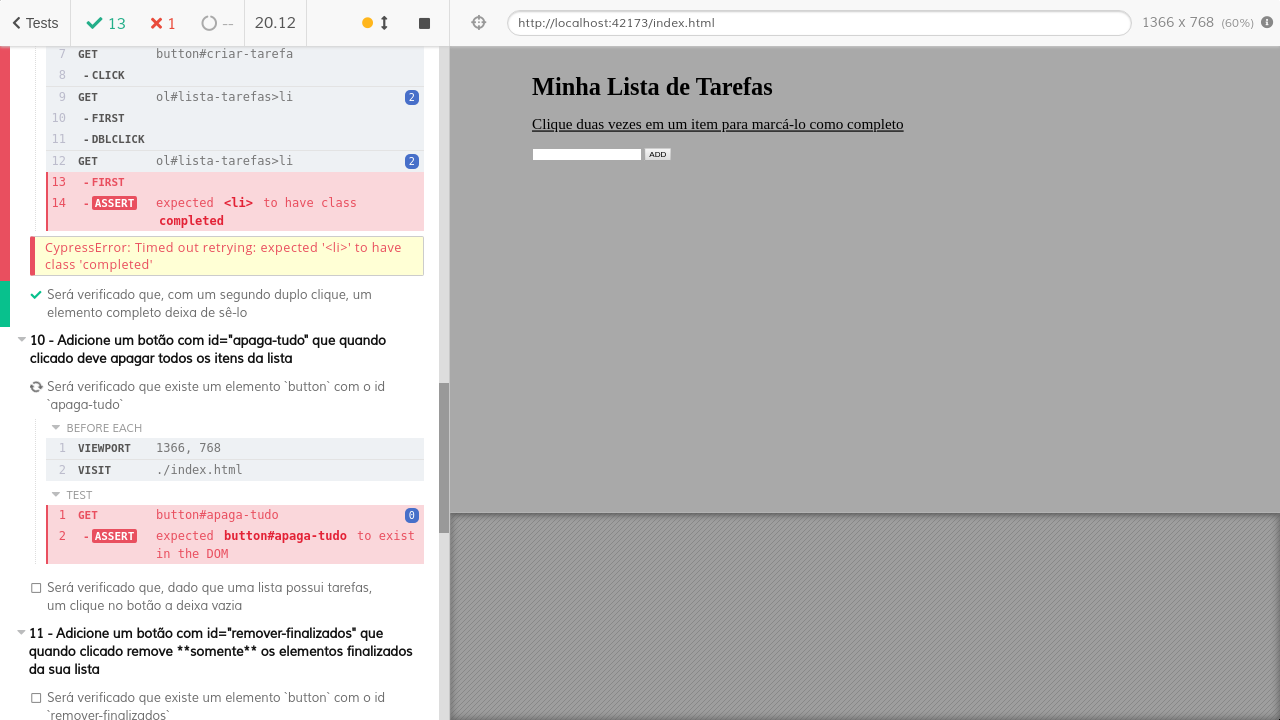 Tests
13
1
--
20.12
http://localhost:42173/index.html
1366 x 768 (60%)
7 GET button#criar-tarefa
8 - CLICK
9 GET ol#lista-tarefas>li 2
10 - FIRST
11 - DBLCLICK
12 GET ol#lista-tarefas>li 2
13 - FIRST
14 - ASSERT expected <li> to have class
completed
CypressError: Timed out retrying: expected '<li>' to have
class 'completed'
Será verificado que, com um segundo duplo clique, um
elemento completo deixa de sê-lo
10 - Adicione um botão com id="apaga-tudo" que quando
clicado deve apagar todos os itens da lista
Será verificado que existe um elemento `button` com o id
`apaga-tudo`
BEFORE EACH
1 VIEWPORT 1366, 768
2 VISIT ./index.html
TEST
1 GET button#apaga-tudo 0
2 - ASSERT expected button#apaga-tudo to exist
in the DOM
Será verificado que, dado que uma lista possui tarefas,
um clique no botão a deixa vazia
11 - Adicione um botão com id="remover-finalizados" que
quando clicado remove **somente** os elementos finalizados
da sua lista
Será verificado que existe um elemento `button` com o id
`remover-finalizados`
Minha Lista de Tarefas
Clique duas vezes em um item para marcá-lo como completo
ADD